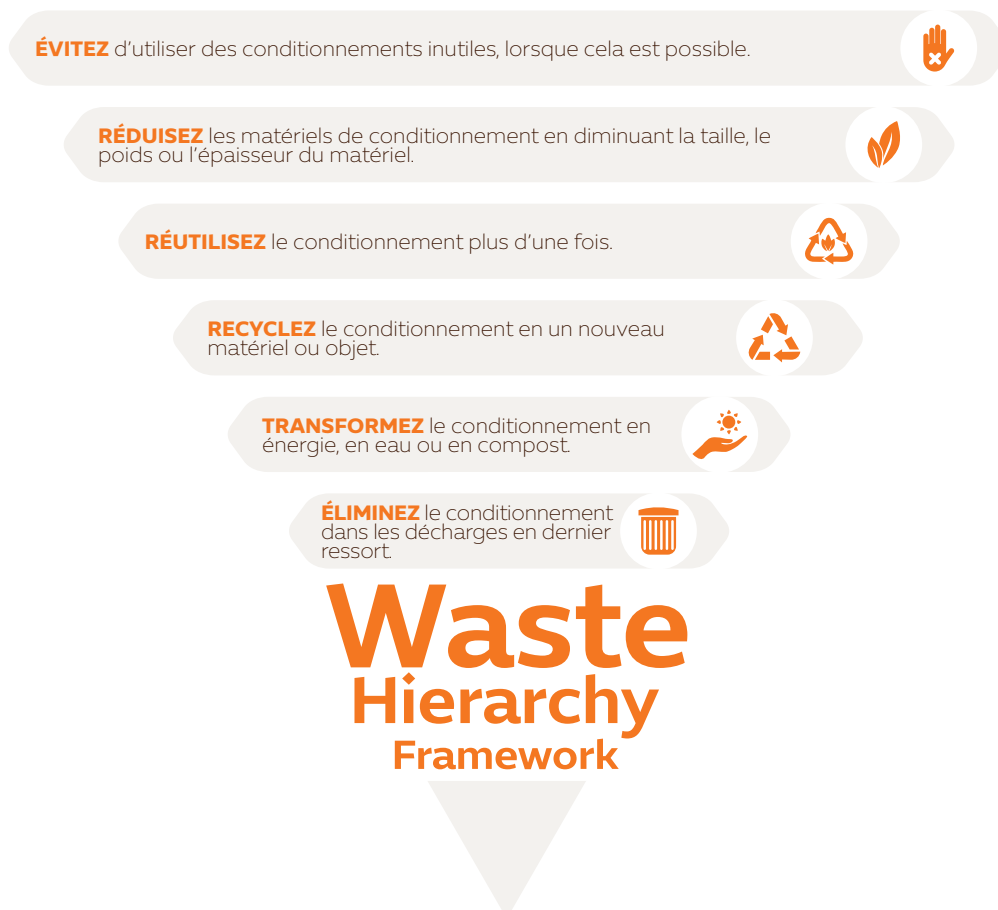 ÉVITEZ d’utiliser des conditionnements inutiles, lorsque cela est possible.
RÉDUISEZ les matériels de conditionnement en diminuant la taille, le
poids ou l’épaisseur du matériel.
RÉUTILISEZ le conditionnement plus d’une fois.
RECYCLEZ le conditionnement en un nouveau
matériel ou objet.
TRANSFORMEZ le conditionnement en
énergie, en eau ou en compost.
ÉLIMINEZ le conditionnement
dans les décharges en dernier
ressort.
Waste
Hierarchy
Framework